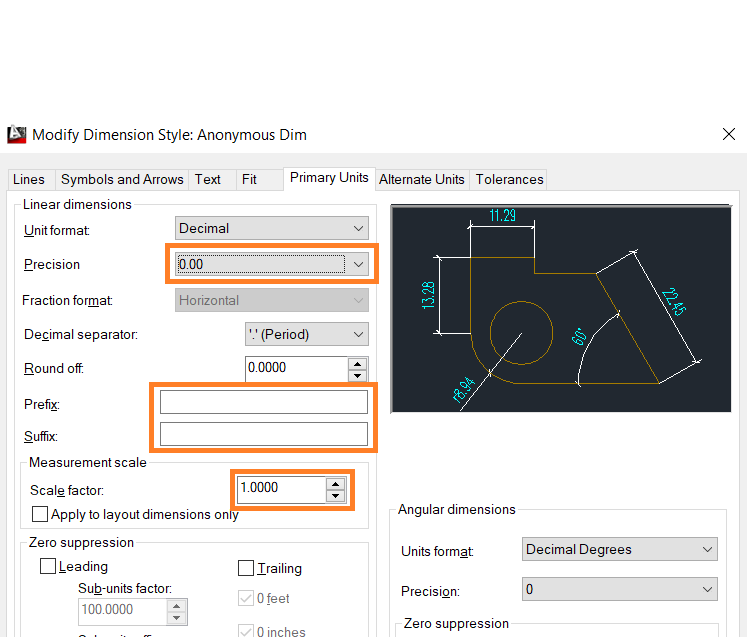 Modify Dimension Style: Anonymous Dim
Lines Symbols and Arrows Text Fit Primary Units Alternate Units Tolerances
Linear dimensions
Unit format: Decimal
Precision 0.00
Fraction format: Horizontal
Decimal separator: '.' (Period)
Round off: 0.0000
Prefix:
Suffix:
Measurement scale
Scale factor: 1.0000
Apply to layout dimensions only
Zero suppression
Leading
Trailing
Sub-units factor:
100.0000
0 feet
0 inches
11.29
13.28
22.45
60°
r8.94
Angular dimensions
Units format: Decimal Degrees
Precision: 0
Zero suppression